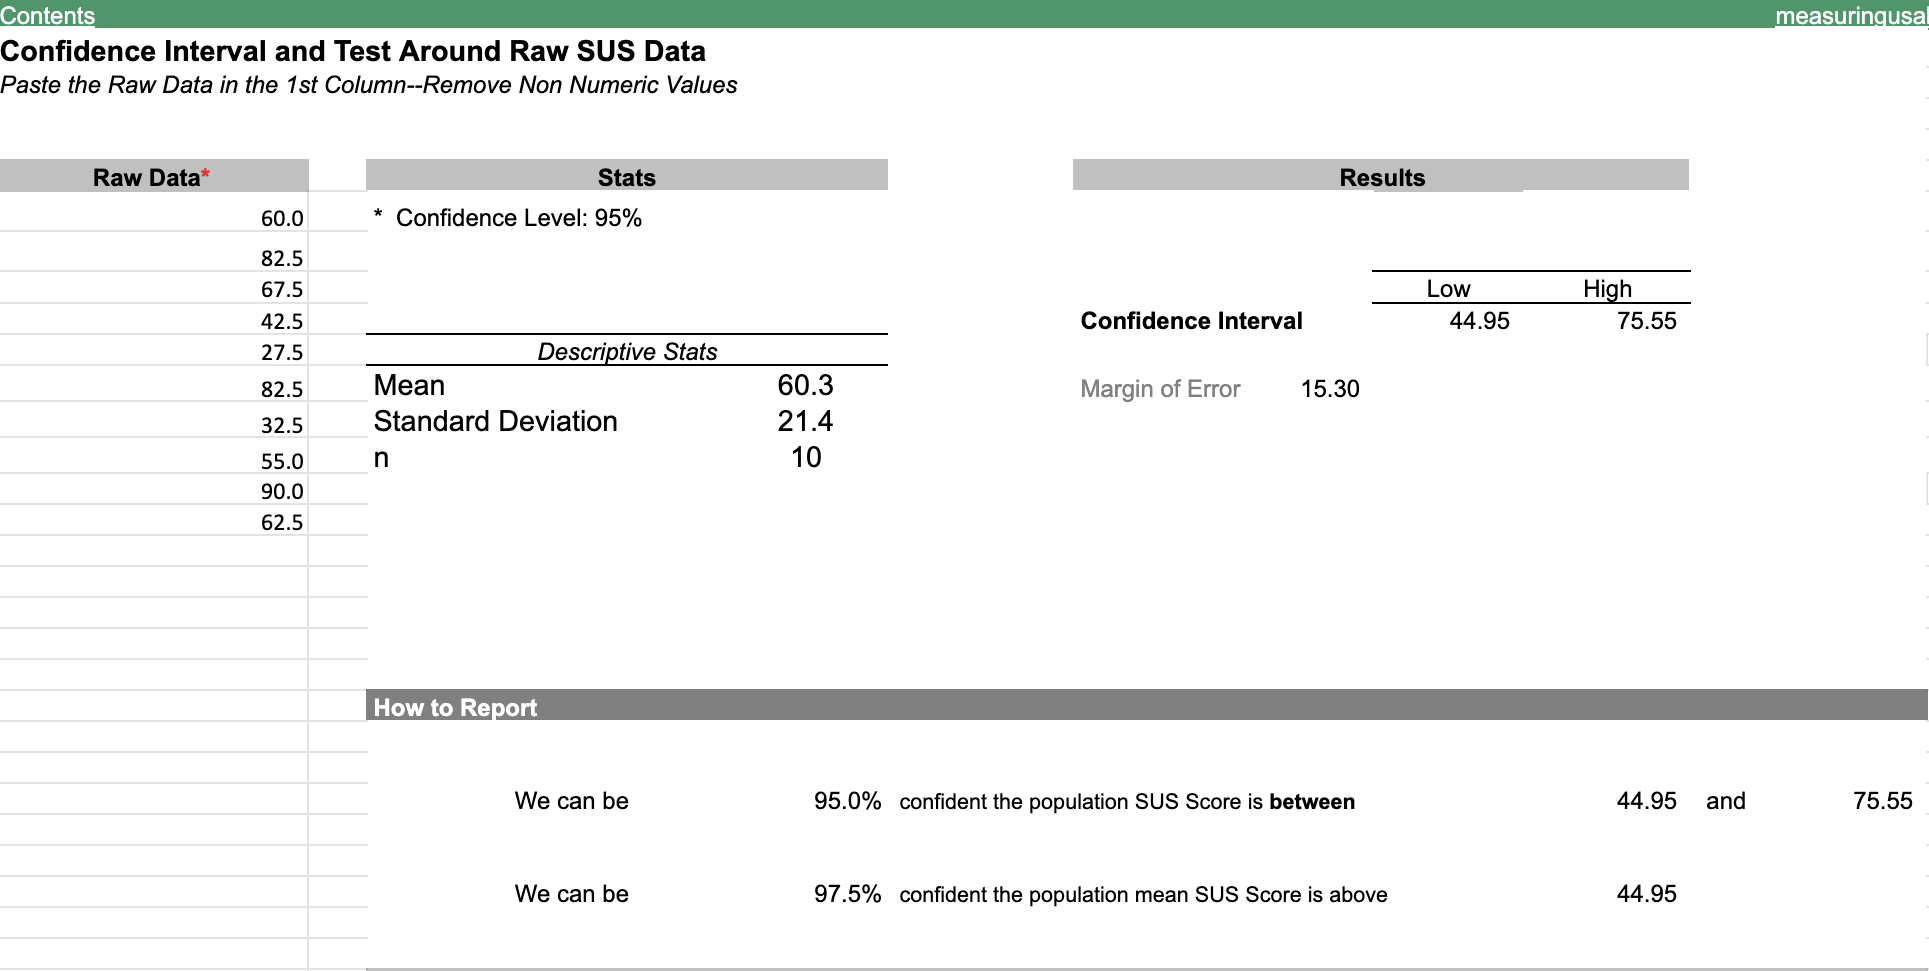 Contents measuringusa
Confidence Interval and Test Around Raw SUS Data
Paste the Raw Data in the 1st Column--Remove Non Numeric Values
Raw Data* Stats Results
60.0 * Confidence Level: 95%
82.5
67.5 Low High
42.5 Confidence Interval 44.95 75.55
27.5 Descriptive Stats
82.5 Mean 60.3 Margin of Error 15.30
32.5 Standard Deviation 21.4
55.0 n 10
90.0
62.5
How to Report
We can be 95.0% confident the population SUS Score is between 44.95 and 75.55
We can be 97.5% confident the population mean SUS Score is above 44.95